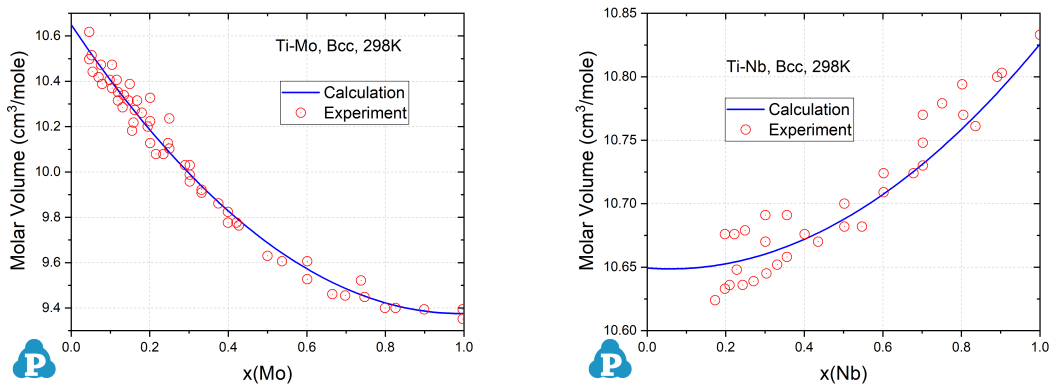 10.6
10.4
10.2
10.0
9.8
9.6
9.4
0.0 0.2 0.4 0.6 0.8 1.0
x(Mo)
Molar Volume (cm³/mole)
Ti-Mo, Bcc, 298K
Calculation
Experiment
P
10.85
10.80
10.75
10.70
10.65
10.60
0.0 0.2 0.4 0.6 0.8 1.0
x(Nb)
Molar Volume (cm³/mole)
Ti-Nb, Bcc, 298K
Calculation
Experiment
P